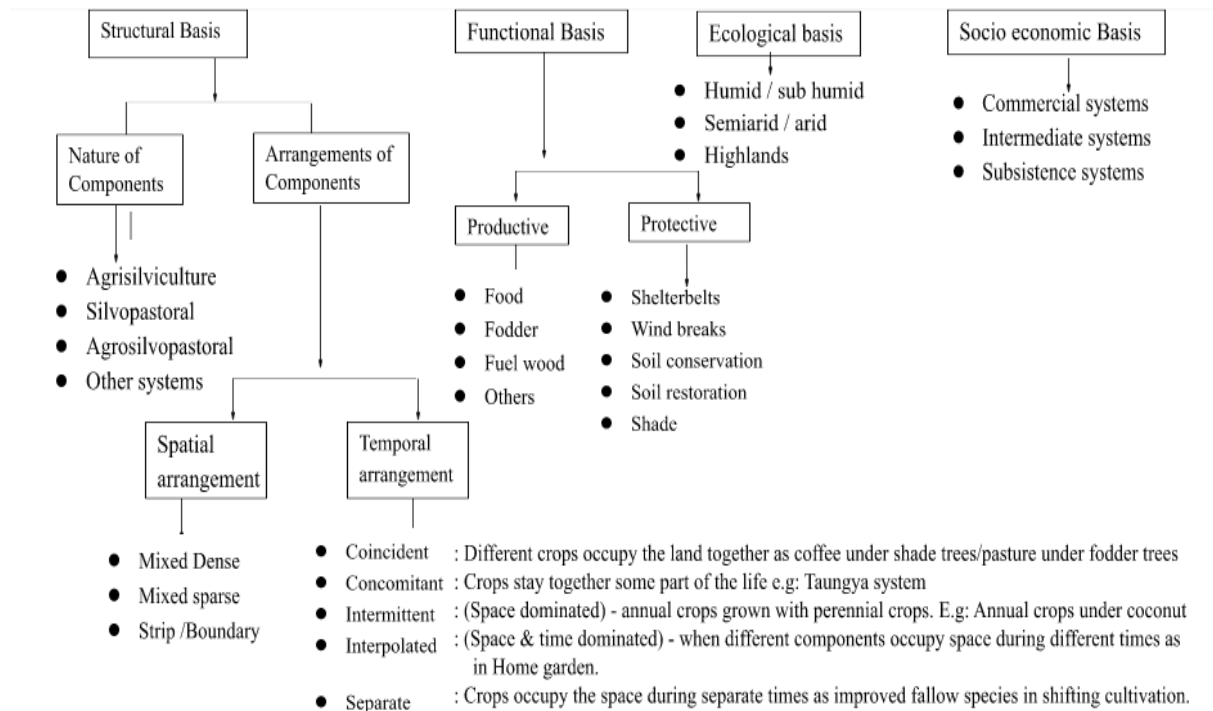 Structural Basis
Functional Basis
Ecological basis
Socio economic Basis
Humid / sub humid
Semiarid / arid
Highlands
Commercial systems
Intermediate systems
Subsistence systems
Nature of
Components
Arrangements of
Components
Productive
Protective
Agrisilviculture
Silvopastoral
Agrosilvopastoral
Other systems
Food
Fodder
Fuel wood
Others
Shelterbelts
Wind breaks
Soil conservation
Soil restoration
Shade
Spatial
arrangement
Temporal
arrangement
Mixed Dense
Mixed sparse
Strip /Boundary
Coincident : Different crops occupy the land together as coffee under shade trees/pasture under fodder trees
Concomitant : Crops stay together some part of the life e.g: Taungya system
Intermittent : (Space dominated) - annual crops grown with perennial crops. E.g: Annual crops under coconut
Interpolated : (Space & time dominated) - when different components occupy space during different times as
in Home garden.
Separate : Crops occupy the space during separate times as improved fallow species in shifting cultivation.